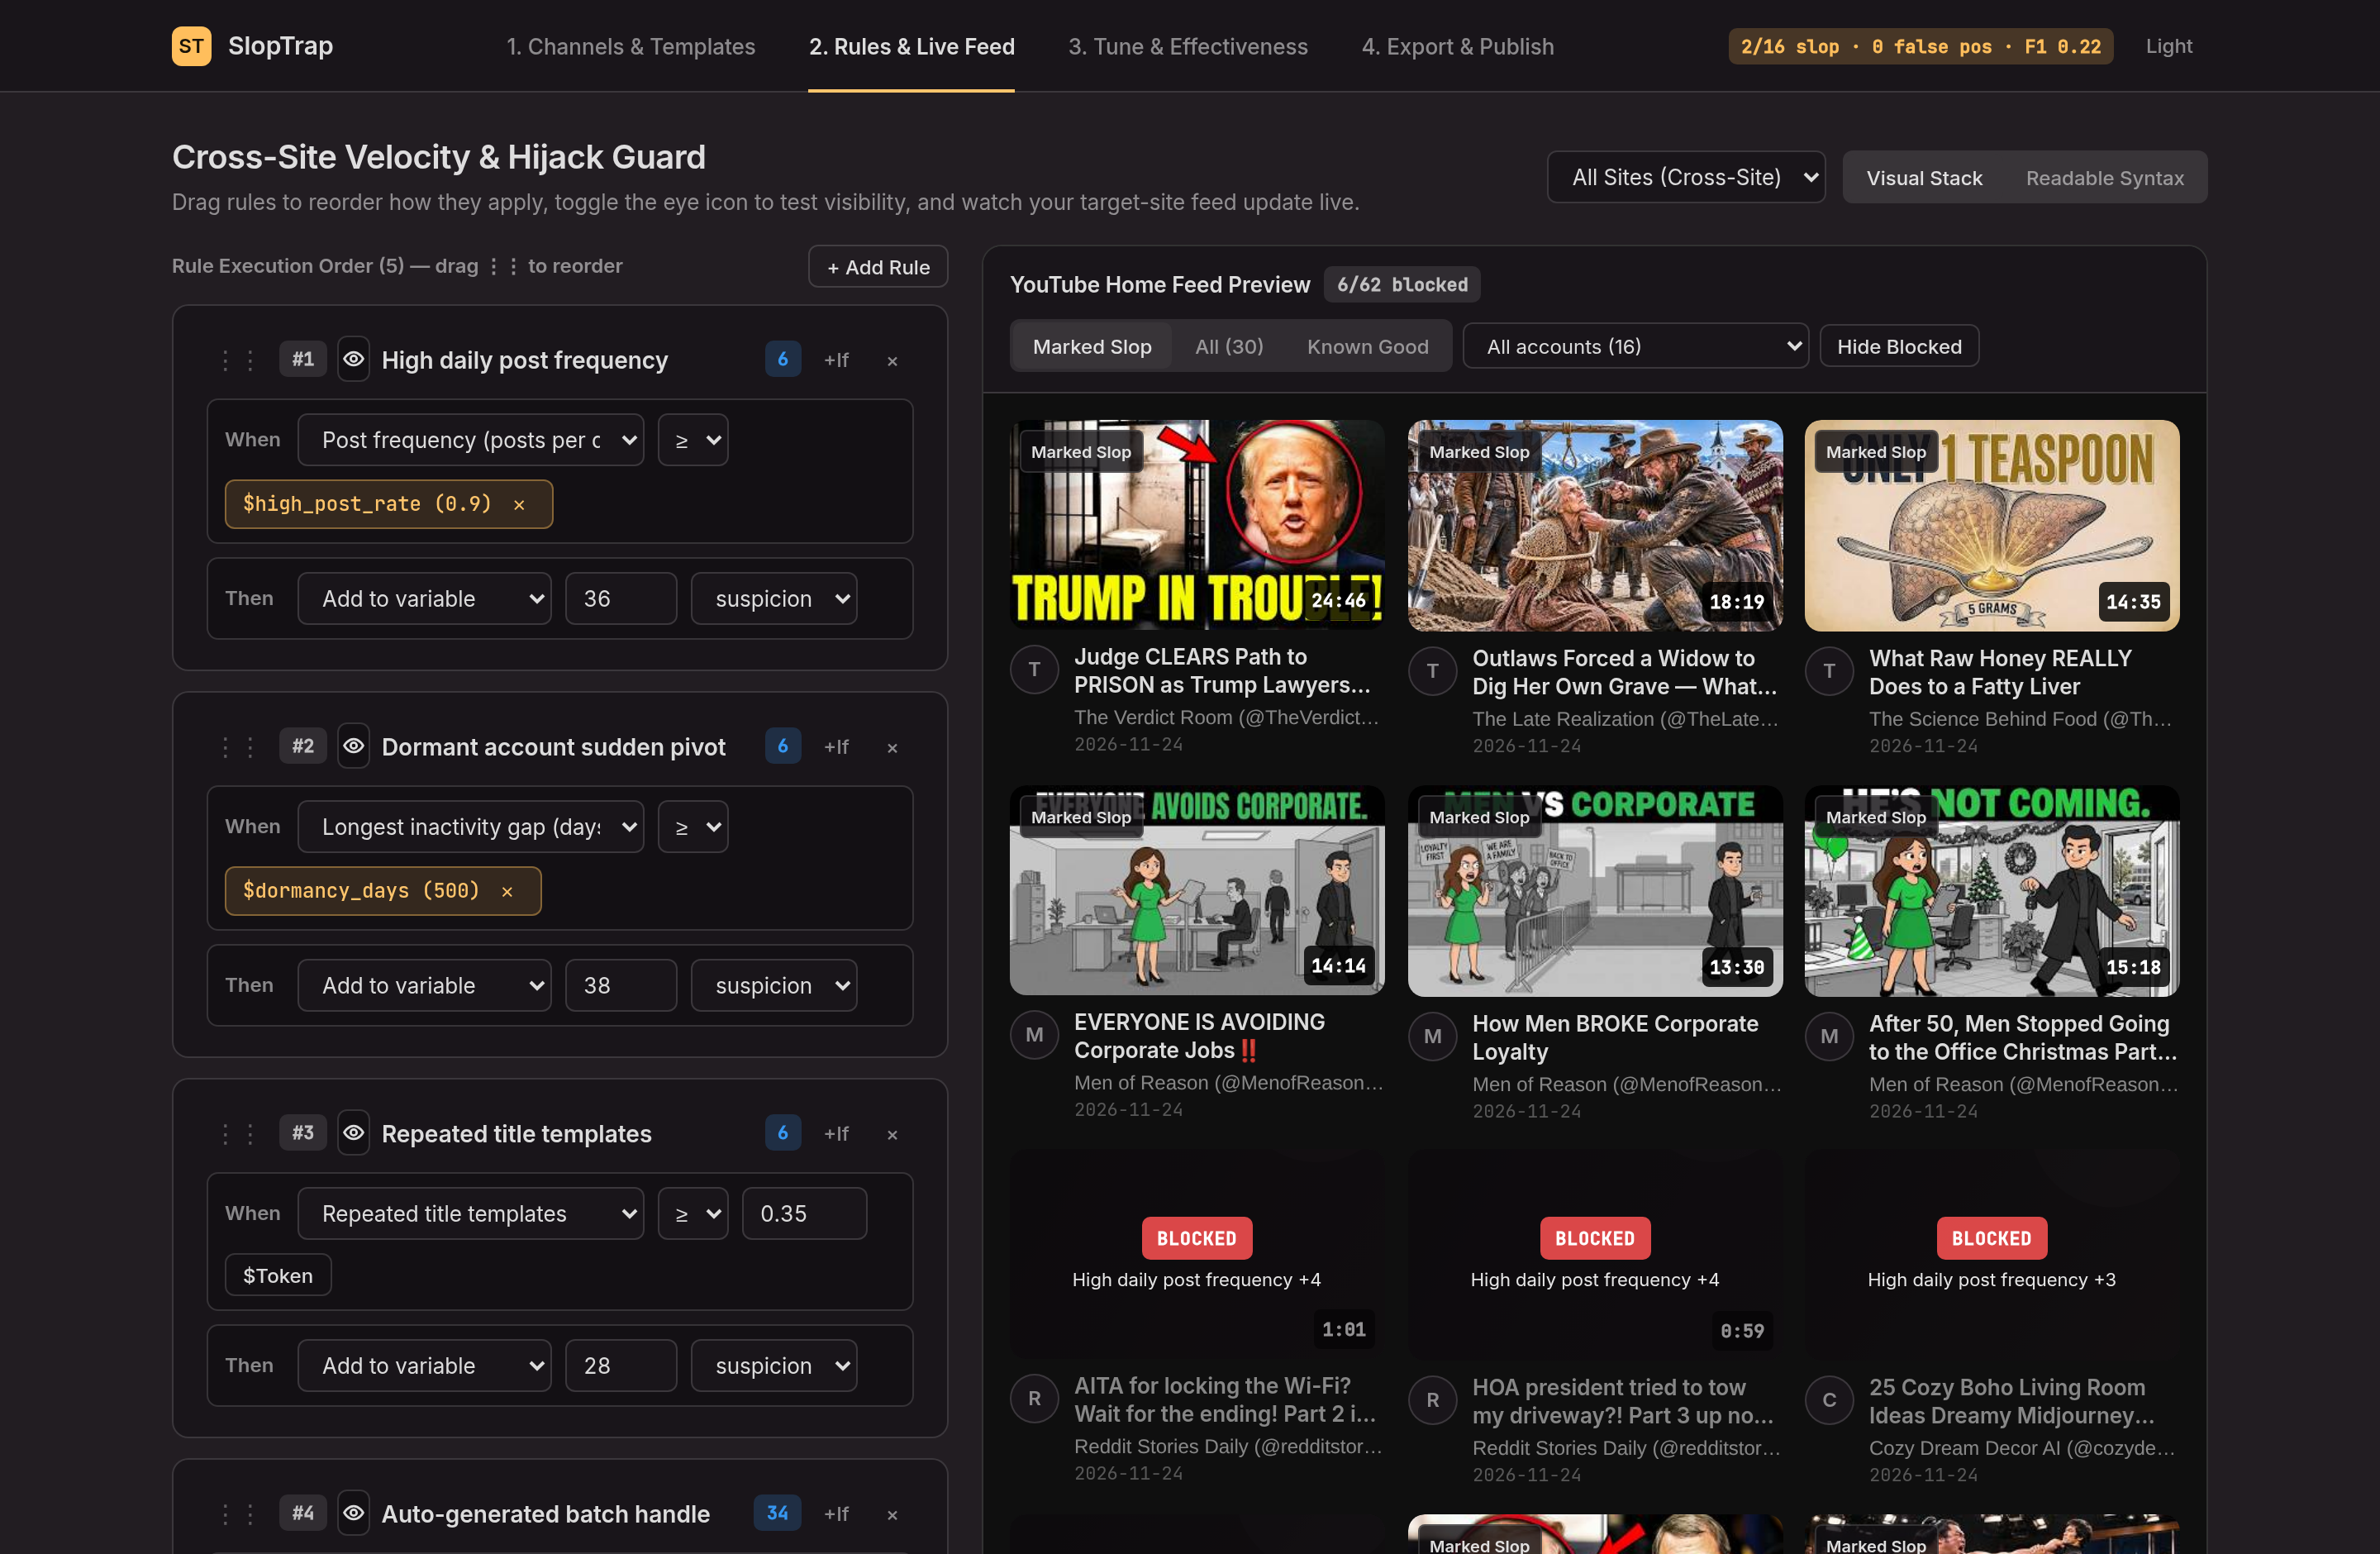 ST SlopTrap 1. Channels & Templates 2. Rules & Live Feed 3. Tune & Effectiveness 4. Export & Publish 2/16 slop · 0 false pos · F1 0.22 Light
Cross-Site Velocity & Hijack Guard
Drag rules to reorder how they apply, toggle the eye icon to test visibility, and watch your target-site feed update live.
All Sites (Cross-Site) Visual Stack Readable Syntax
Rule Execution Order (5) — drag ⋮⋮ to reorder + Add Rule
#1 High daily post frequency 6 +If ×
When Post frequency (posts per d ≥
$high_post_rate (0.9) ×
Then Add to variable 36 suspicion
#2 Dormant account sudden pivot 6 +If ×
When Longest inactivity gap (days ≥
$dormancy_days (500) ×
Then Add to variable 38 suspicion
#3 Repeated title templates 6 +If ×
When Repeated title templates ≥ 0.35
$Token
Then Add to variable 28 suspicion
#4 Auto-generated batch handle 34 +If ×
YouTube Home Feed Preview 6/62 blocked
Marked Slop All (30) Known Good All accounts (16) Hide Blocked
Marked Slop
TRUMP IN TROUBLE!
24:46
Judge CLEARS Path to
PRISON as Trump Lawyers...
The Verdict Room (@TheVerdict...
2026-11-24
T
Marked Slop
18:19
Outlaws Forced a Widow to
Dig Her Own Grave — What...
The Late Realization (@TheLate...
2026-11-24
T
Marked Slop
ONLY 1 TEASPOON
5 GRAMS
14:35
What Raw Honey REALLY
Does to a Fatty Liver
The Science Behind Food (@Th...
2026-11-24
T
Marked Slop
EVERYONE AVOIDS CORPORATE.
14:14
EVERYONE IS AVOIDING
Corporate Jobs‼️
Men of Reason (@MenofReason...
2026-11-24
M
Marked Slop
MEN VS CORPORATE
LOYALTY FIRST
WE ARE A FAMILY
BACK TO OFFICE
13:30
How Men BROKE Corporate
Loyalty
Men of Reason (@MenofReason...
2026-11-24
M
Marked Slop
HE'S NOT COMING.
15:18
After 50, Men Stopped Going
to the Office Christmas Part...
Men of Reason (@MenofReason...
2026-11-24
M
BLOCKED
High daily post frequency +4
1:01
AITA for locking the Wi-Fi?
Wait for the ending! Part 2 i...
Reddit Stories Daily (@redditstor...
2026-11-24
R
BLOCKED
High daily post frequency +4
0:59
HOA president tried to tow
my driveway?! Part 3 up no...
Reddit Stories Daily (@redditstor...
2026-11-24
R
BLOCKED
High daily post frequency +3
25 Cozy Boho Living Room
Ideas Dreamy Midjourney...
Cozy Dream Decor AI (@cozyde...
2026-11-24
C
Marked Slop
Marked Slop